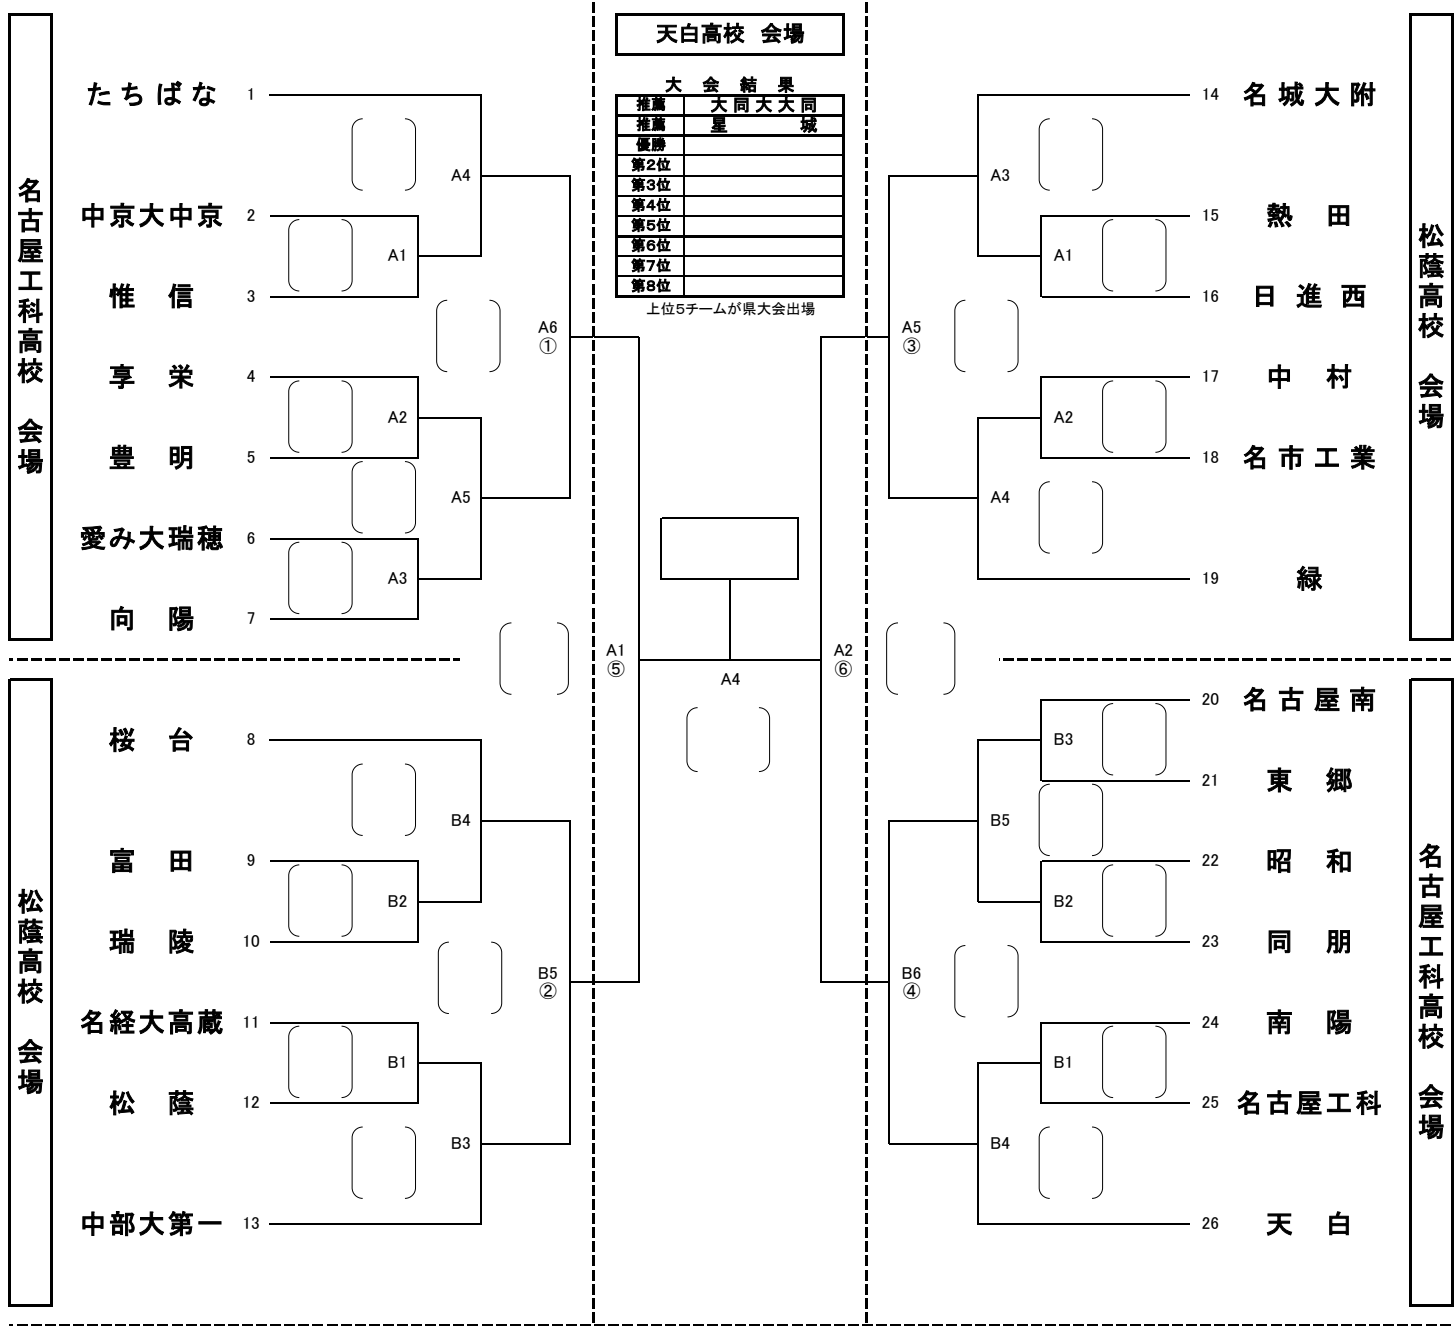 天白高校 会場
大会結果
推薦 大同大大同
推薦 星城
優勝
第2位
第3位
第4位
第5位
第6位
第7位
第8位
上位5チームが県大会出場
名古屋工科高校 会場
たちばな 1
中京大中京 2
惟信 3
享栄 4
豊明 5
愛み大瑞穂 6
向陽 7
A4
A1
A2
A5
A3
A6
①
松蔭高校 会場
桜台 8
富田 9
瑞陵 10
名経大高蔵 11
松蔭 12
中部大第一 13
B4
B2
B1
B3
B5
②
A1
⑤
A4
A2
⑥
松蔭高校 会場
14 名城大附
15 熱田
16 日進西
17 中村
18 名市工業
19 緑
A3
A1
A2
A4
A5
③
名古屋工科高校 会場
20 名古屋南
21 東郷
22 昭和
23 同朋
24 南陽
25 名古屋工科
26 天白
B3
B5
B2
B1
B4
B6
④